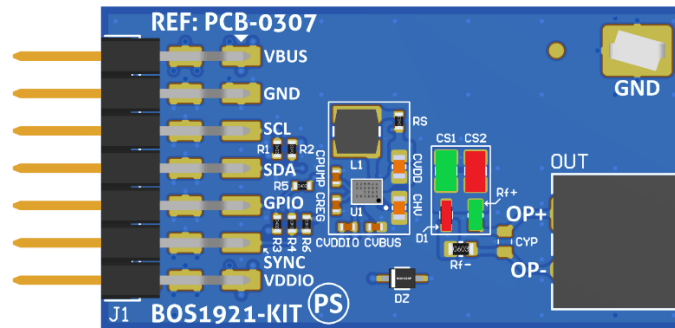 REF: PCB-0307
VBUS
GND
SCL
SDA
GPIO
SYNC
VDDIO
J1
BOS1921-KIT
PS
R1
R2
R5
R3
R4
R6
L1
RS
CPUMP
CREG
U1
CVDD
CHV
CVDDIO
CVBUS
CS1
CS2
D1
Rf+
Rf-
CYP
DZ
OUT
OP+
OP-
GND